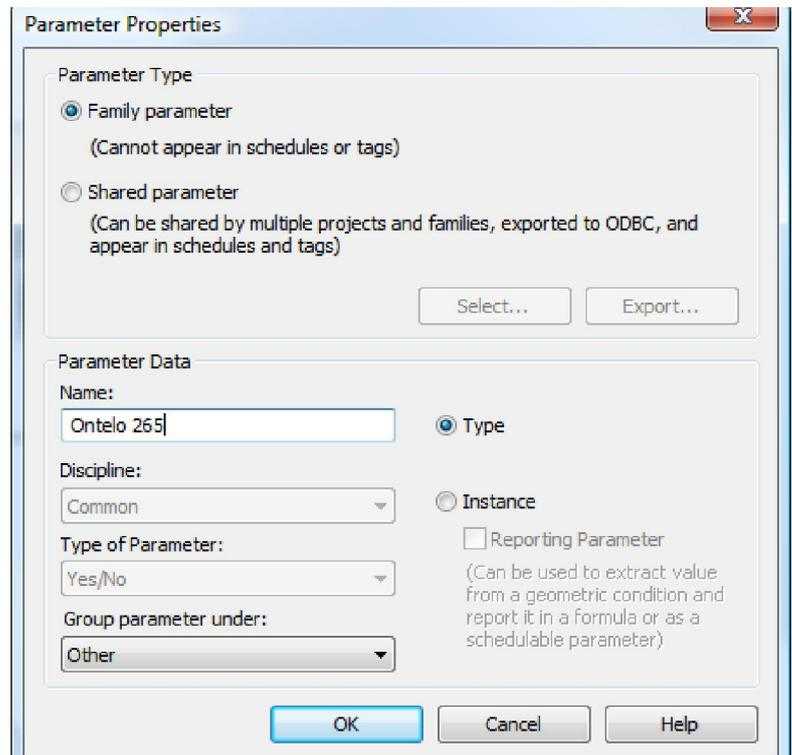 Parameter Properties
X
Parameter Type
Family parameter
(Cannot appear in schedules or tags)
Shared parameter
(Can be shared by multiple projects and families, exported to ODBC, and
appear in schedules and tags)
Select...
Export...
Parameter Data
Name:
Ontelo 265
Type
Discipline:
Common
Instance
Reporting Parameter
Type of Parameter:
(Can be used to extract value
from a geometric condition and
report it in a formula or as a
schedulable parameter)
Yes/No
Group parameter under:
Other
OK
Cancel
Help